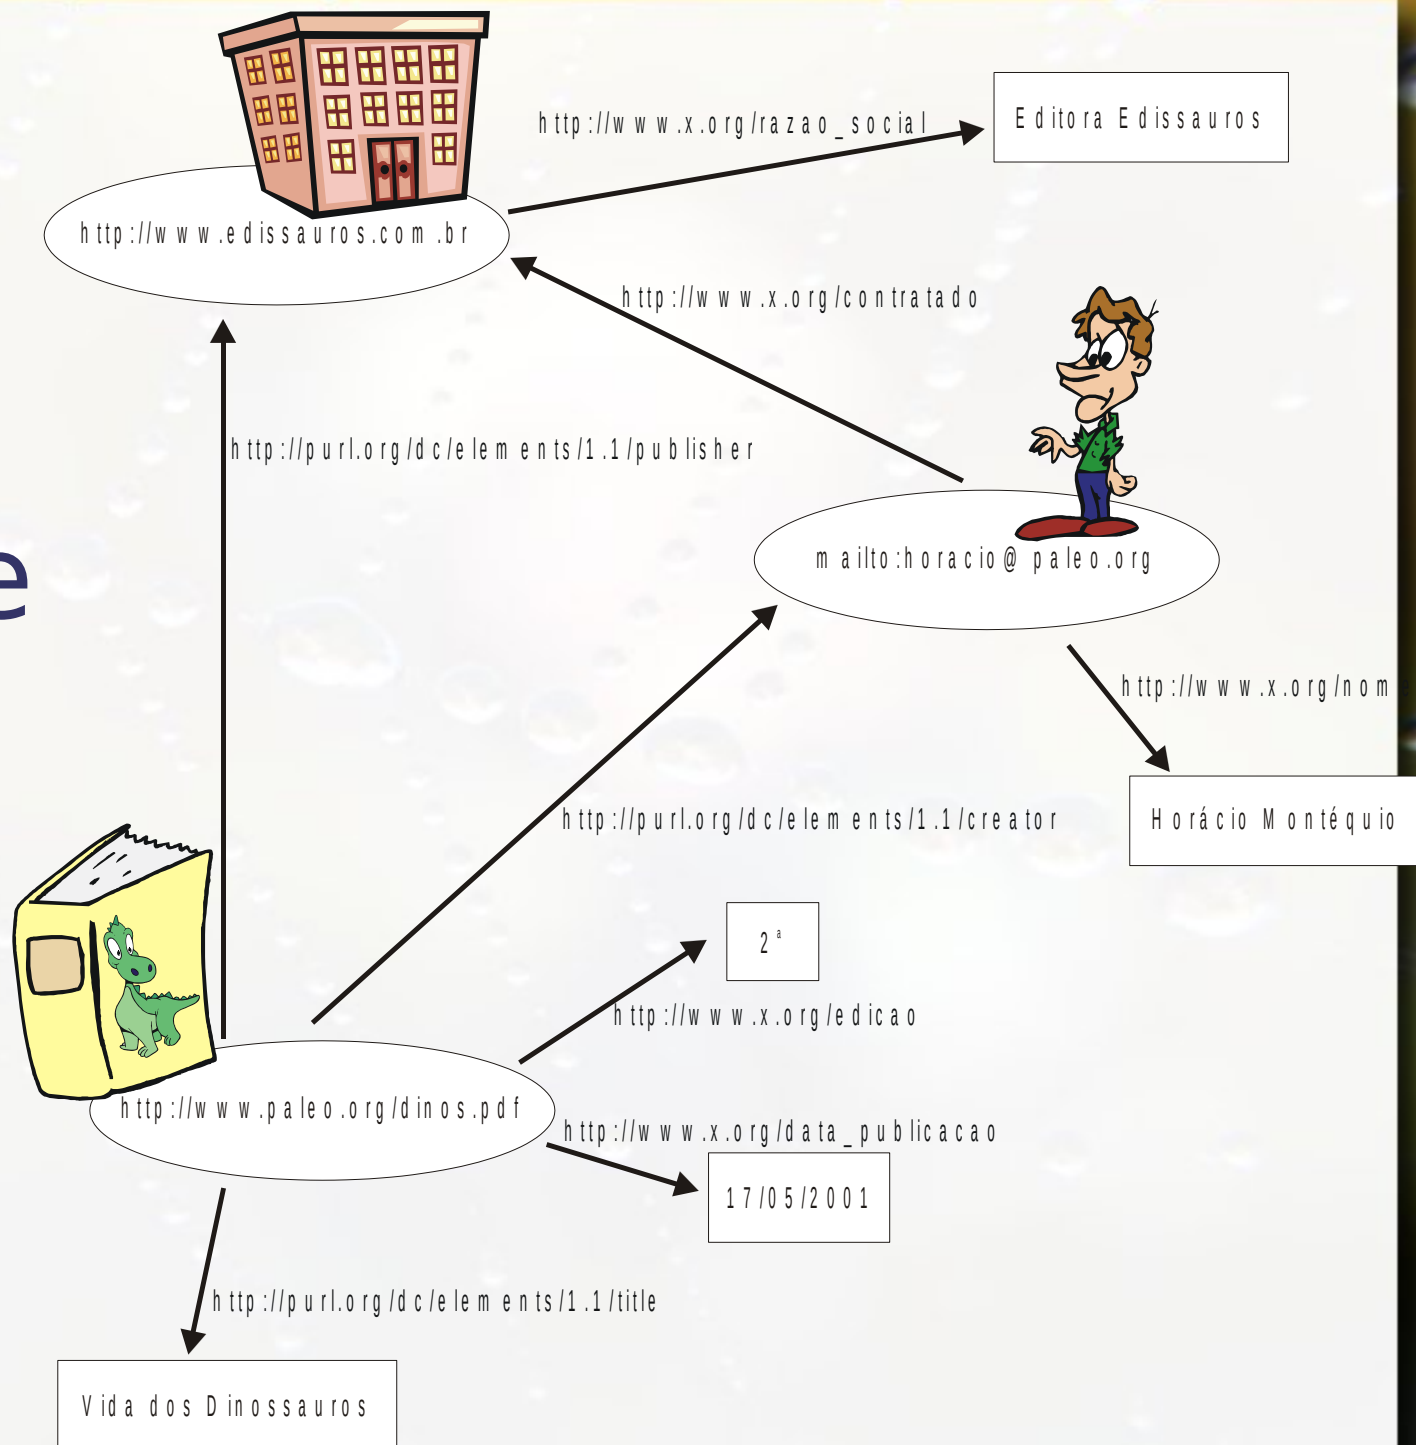 http://www.x.org/razao_social
Editora Edissauros
http://www.edissauros.com.br
http://www.x.org/contratado
http://purl.org/dc/elements/1.1/publisher
e
mailto:horacio@paleo.org
http://www.x.org/nome
http://purl.org/dc/elements/1.1/creator
Horácio Montéquio
2ª
http://www.x.org/edicao
http://www.paleo.org/dinos.pdf
http://www.x.org/data_publicacao
17/05/2001
http://purl.org/dc/elements/1.1/title
Vida dos Dinossauros